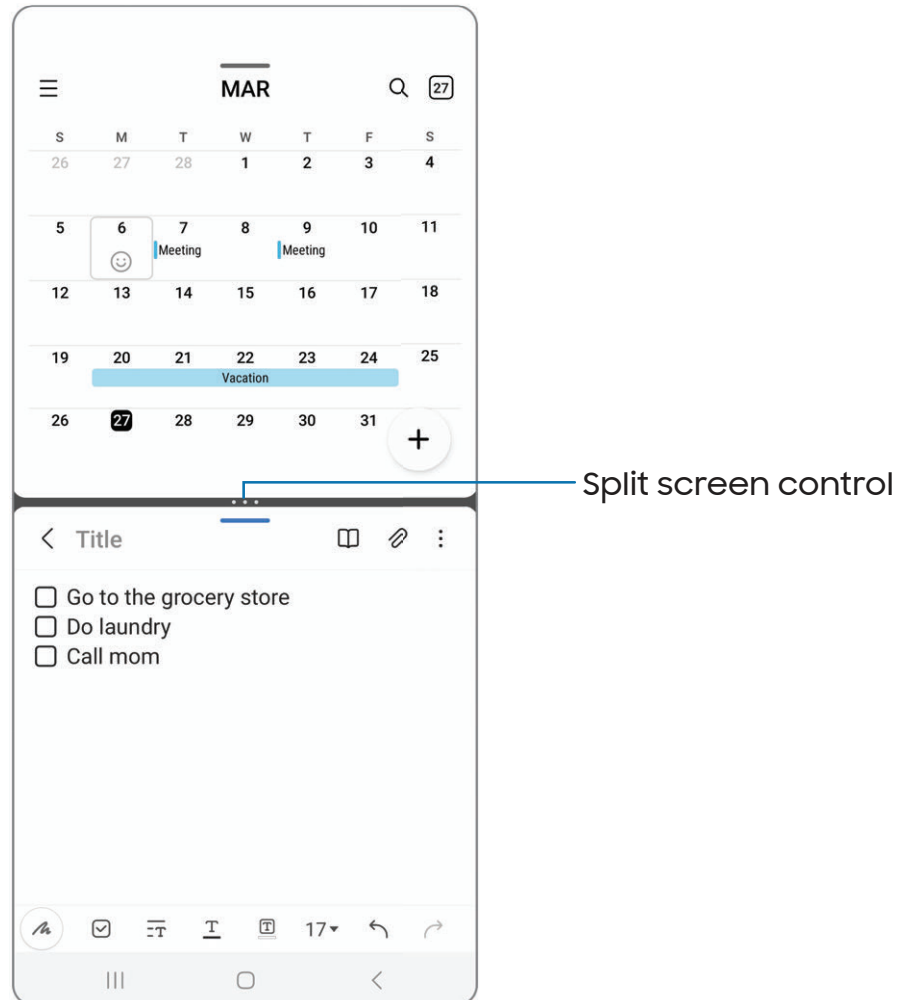 MAR
27
S M T W T F S
26 27 28 1 2 3 4
5 6 7 8 9 10 11
Meeting Meeting
12 13 14 15 16 17 18
19 20 21 22 23 24 25
Vacation
26 27 28 29 30 31
+
Split screen control
Title
Go to the grocery store
Do laundry
Call mom
T T T 17